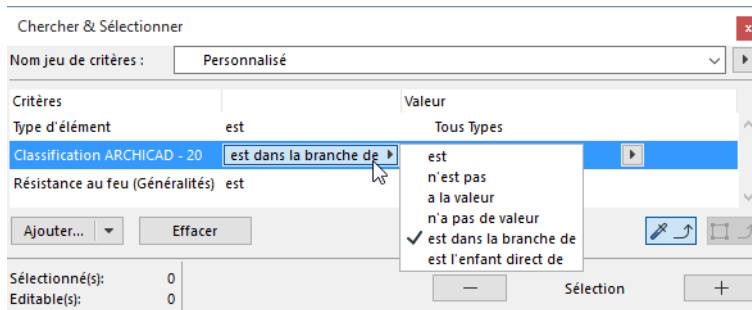 Chercher & Sélectionner
x
Nom jeu de critères : Personnalisé
Critères Valeur
Type d'élément est Tous Types
Classification ARCHICAD - 20 est dans la branche de
est
n'est pas
a la valeur
n'a pas de valeur
est dans la branche de
est l'enfant direct de
Résistance au feu (Généralités) est
Ajouter... Effacer
Sélectionné(s): 0
Editable(s): 0
Sélection